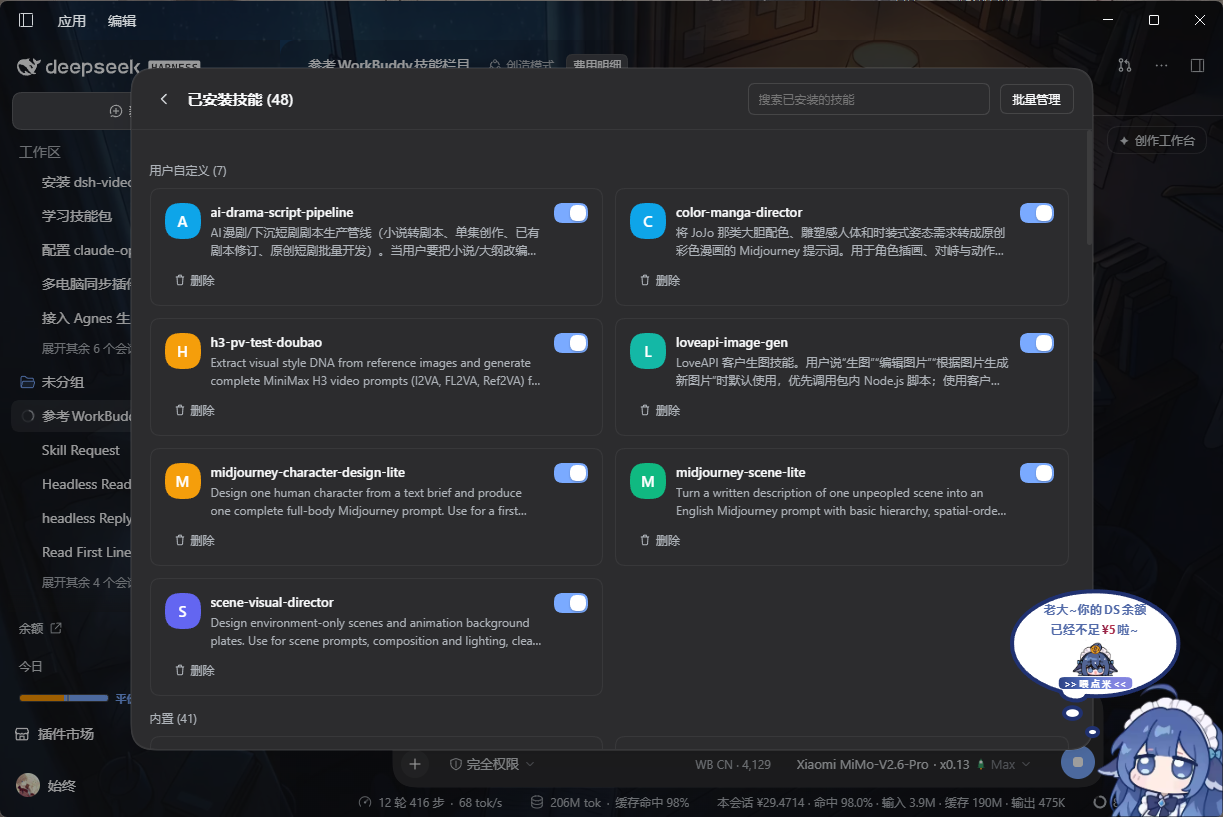 应用 编辑
deepseek HARNESS
参考 WorkBuddy 技能栏目 创造模式 费用明细
已安装技能 (48)
搜索已安装的技能
批量管理
创作工作台
工作区
安装 dsh-video
学习技能包
配置 claude-op
多电脑同步插件
接入 Agnes 生
展开其余 6 个会
未分组
参考 WorkBudd
Skill Request
Headless Read
headless Reply
Read First Line
展开其余 4 个会
余额
今日
插件市场
始终
用户自定义 (7)
A
ai-drama-script-pipeline
AI 漫剧/下沉短剧剧本生产管线（小说转剧本、单集创作、已有
剧本修订、原创短剧批量开发）。当用户要把小说/大纲改编...
删除
C
color-manga-director
将 JoJo 那类大胆配色、雕塑感人体和时装式姿态需求转成原创
彩色漫画的 Midjourney 提示词。用于角色插画、对峙与动作...
删除
H
h3-pv-test-doubao
Extract visual style DNA from reference images and generate
complete MiniMax H3 video prompts (I2VA, FL2VA, Ref2VA) f...
删除
L
loveapi-image-gen
LoveAPI 客户生图技能。用户说“生图”“编辑图片”“根据图片生成
新图片”时默认使用，优先调用包内 Node.js 脚本；使用客户...
删除
M
midjourney-character-design-lite
Design one human character from a text brief and produce
one complete full-body Midjourney prompt. Use for a first...
删除
M
midjourney-scene-lite
Turn a written description of one unpeopled scene into an
English Midjourney prompt with basic hierarchy, spatial-orde...
删除
S
scene-visual-director
Design environment-only scenes and animation background
plates. Use for scene prompts, composition and lighting, clea...
删除
内置 (41)
老大~你的DS余额
已经不足¥5啦~
>> 喂点米 <<
完全权限 WB CN · 4,129 Xiaomi MiMo-V2.6-Pro · x0.13 Max
12 轮 416 步 · 68 tok/s 206M tok · 缓存命中 98% 本会话 ¥29.4714 · 命中 98.0% · 输入 3.9M · 缓存 190M · 输出 475K